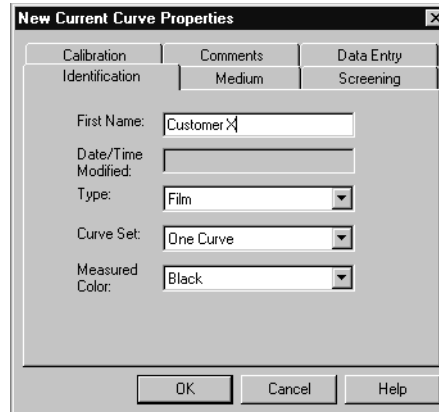 New Current Curve Properties
Calibration Comments Data Entry
Identification Medium Screening
First Name: Customer X
Date/Time
Modified:
Type: Film
Curve Set: One Curve
Measured
Color: Black
OK Cancel Help